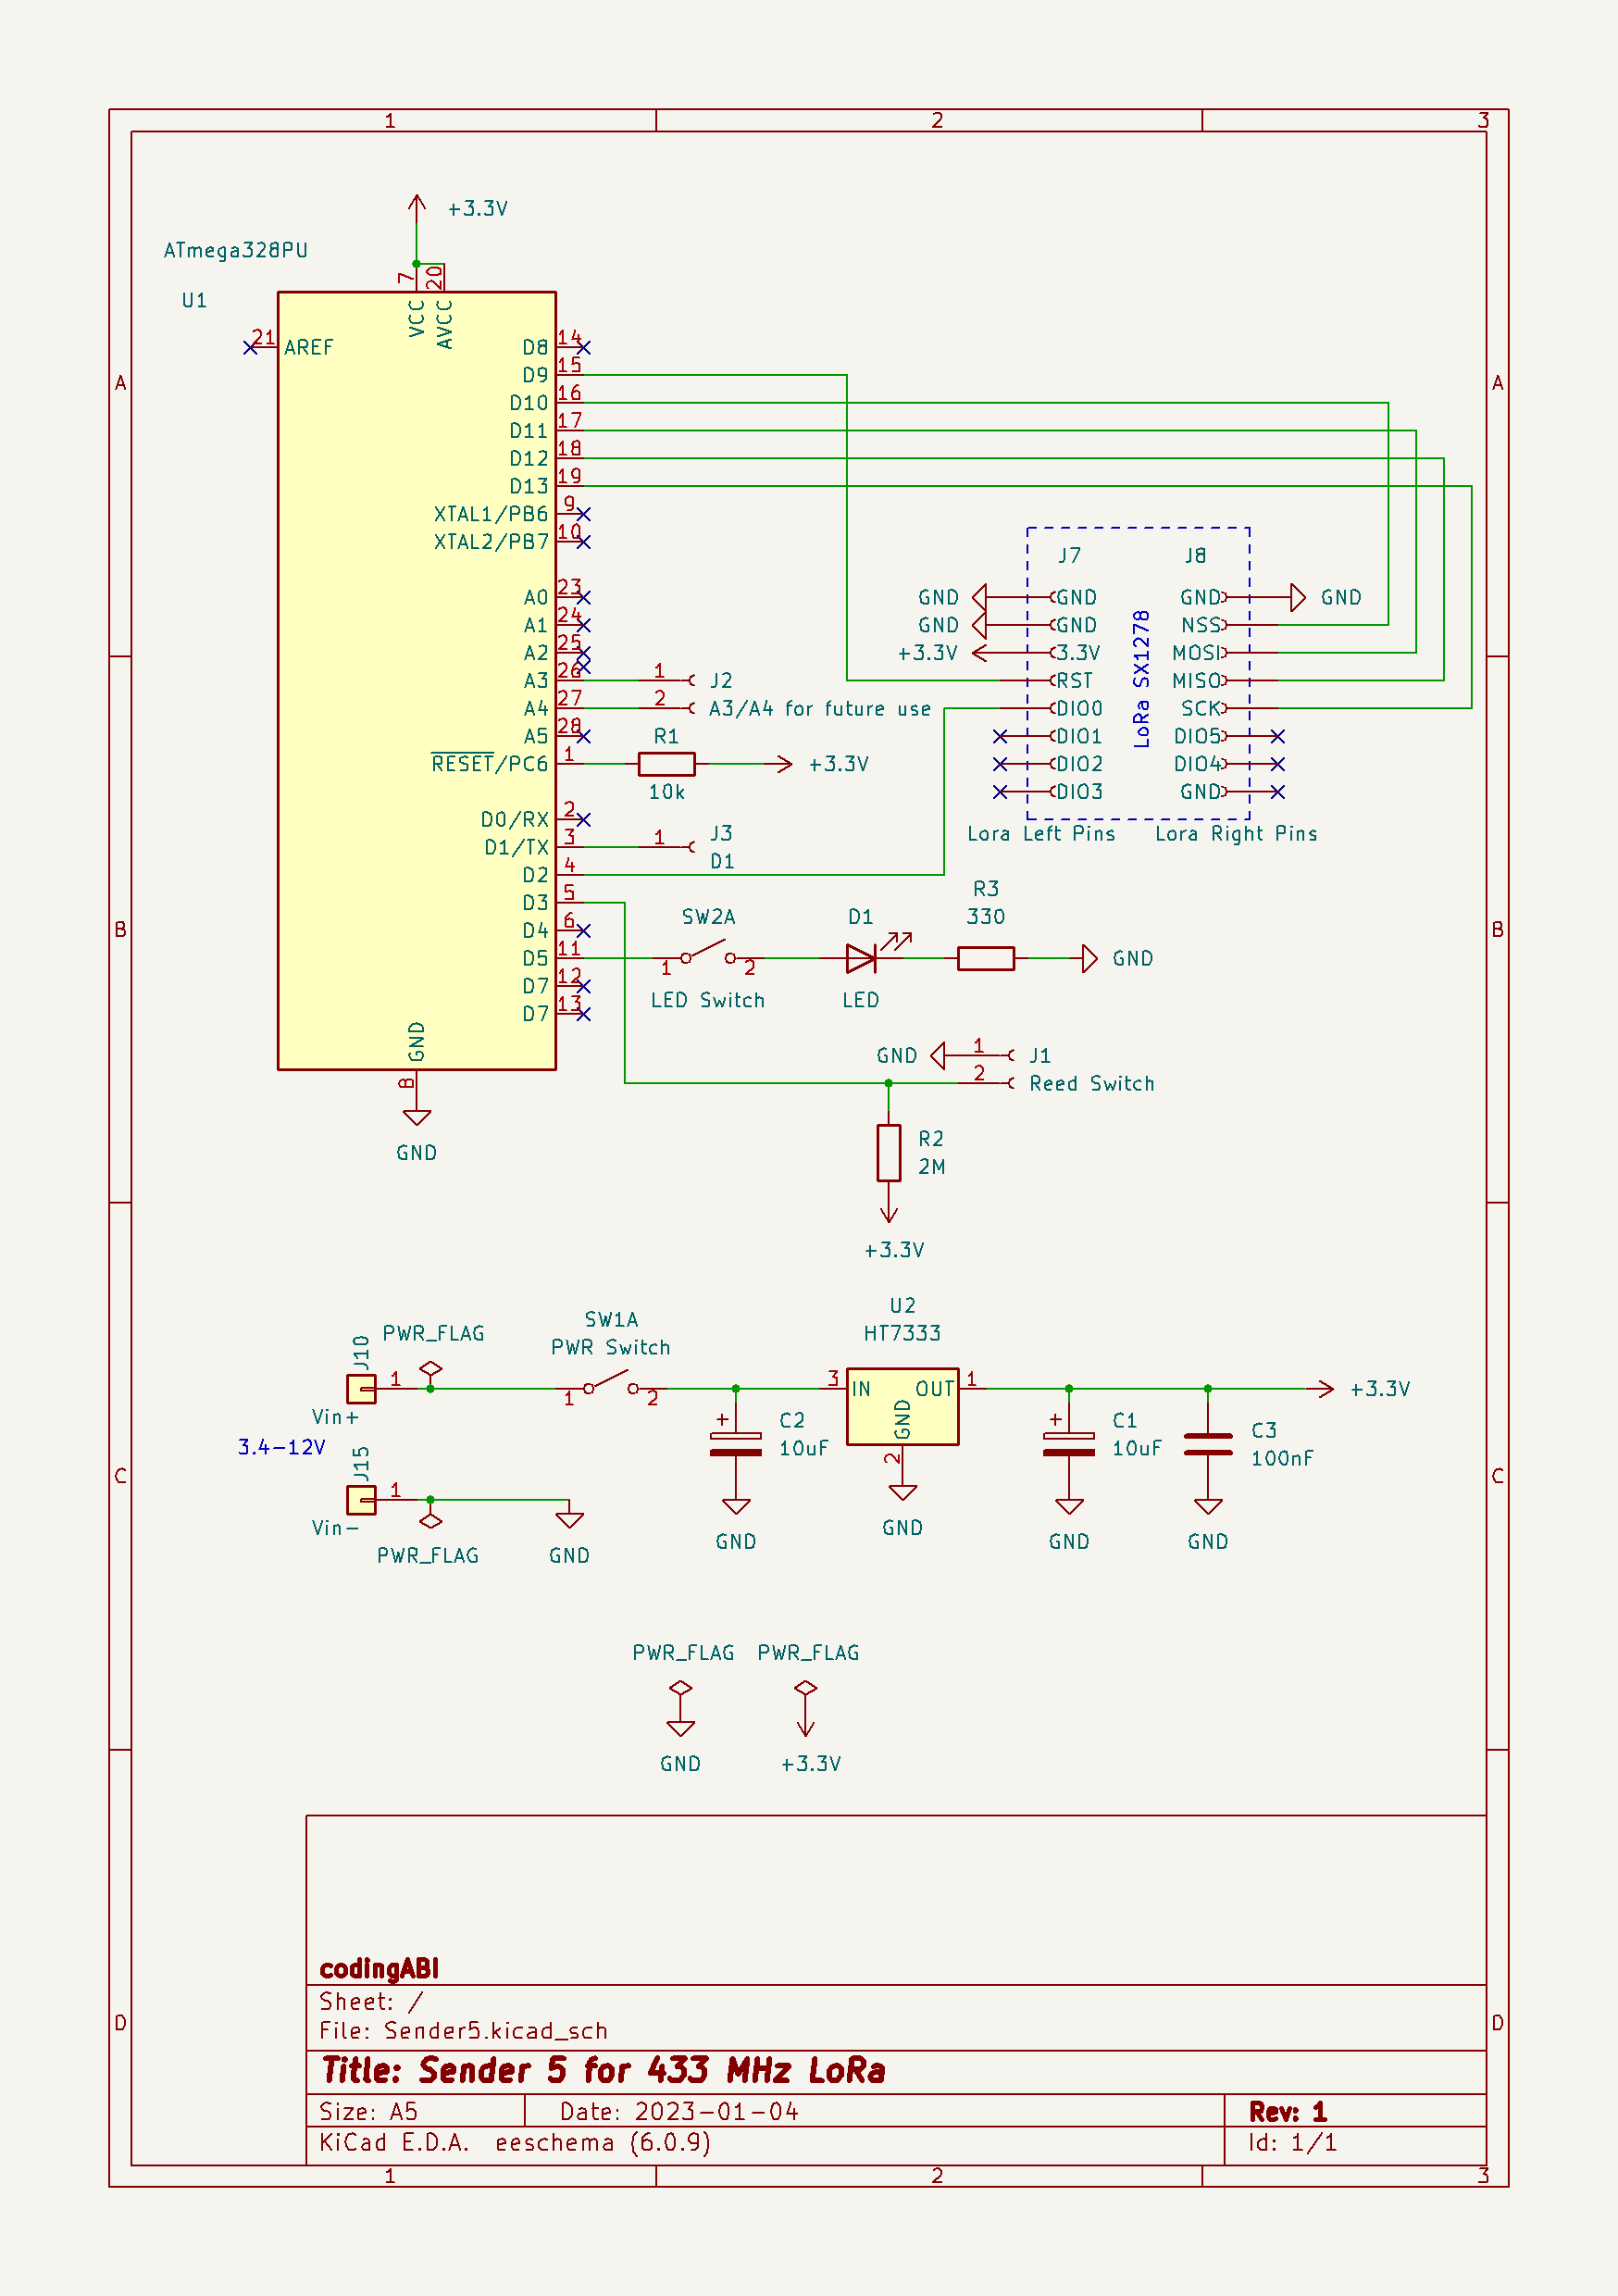 1 2 3
+3.3V
ATmega328PU
U1
7 20
VCC AVCC
21 AREF
D8 14
D9 15
D10 16
D11 17
D12 18
D13 19
XTAL1/PB6 9
XTAL2/PB7 10
A0 23
A1 24
A2 25
A3 26
A4 27
A5 28
RESET/PC6 1
D0/RX 2
D1/TX 3
D2 4
D3 5
D4 6
D5 11
D7 12
D7 13
GND
8
GND
A A
J7 J8
GND GND GND GND
GND GND NSS
+3.3V 3.3V MOSI
RST MISO
DIO0 SCK
DIO1 DIO5
DIO2 DIO4
DIO3 GND
LoRa SX1278
Lora Left Pins Lora Right Pins
1 J2
2 A3/A4 for future use
R1
+3.3V
10k
1 J3
D1
B B
SW2A D1 R3
330
1 2 GND
LED Switch LED
GND 1 J1
2 Reed Switch
R2
2M
+3.3V
U2
HT7333
SW1A
PWR Switch
PWR_FLAG
J10
1
Vin+
3.4-12V
J15
1
Vin-
PWR_FLAG
GND
1 2
3 IN OUT 1
GND
2
GND
+ C2
10uF
GND
+ C1
10uF
GND
C3
100nF
GND
+3.3V
C C
PWR_FLAG PWR_FLAG
GND +3.3V
D D
codingABI
Sheet: /
File: Sender5.kicad_sch
Title: Sender 5 for 433 MHz LoRa
Size: A5 Date: 2023-01-04 Rev: 1
KiCad E.D.A. eeschema (6.0.9) Id: 1/1
1 2 3